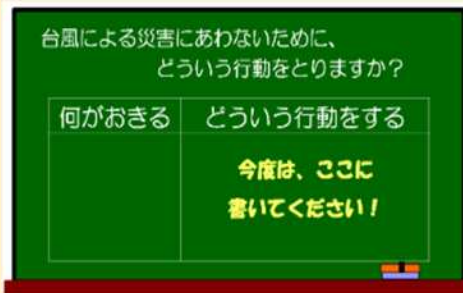 台風による災害にあわないために、
どういう行動をとりますか？
何がおきる どういう行動をする
今度は、ここに
書いてください！